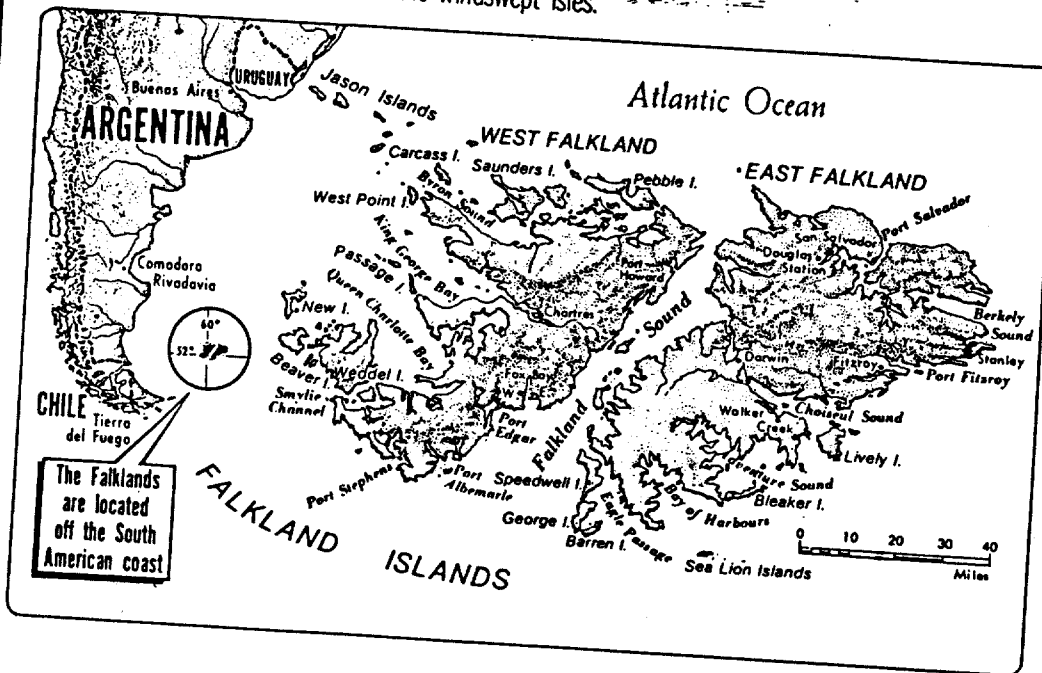 windswept isles.
Atlantic Ocean
URUGUAY
Buenos Aires
ARGENTINA
Jason Islands
WEST FALKLAND
EAST FALKLAND
Carcass I.
Saunders I.
Pebble I.
West Point I.
Byron Sound
Port Salvador
San Salvador
Douglas
Station
King George Bay
Passage I.
Port
Howard
Comodoro
Rivadavia
Queen Charlotte Bay
Chartres
Falkland Sound
Berkely
Sound
Stanley
New I.
60°
52°
Darwin
Fitzroy
Port Fitzroy
Beaver I.
Weddel I.
Fox Bay
Smylie
Channel
Port
Edgar
Walker
Creek
Choiseul Sound
Lively I.
CHILE
Tierra
del Fuego
Port Stephens
Port
Albemarle
Speedwell I.
Adventure Sound
Bleaker I.
Bay of Harbours
George I.
Eagle Passage
Barren I.
Sea Lion Islands
The Falklands
are located
off the South
American coast
FALKLAND ISLANDS
0 10 20 30 40
Miles